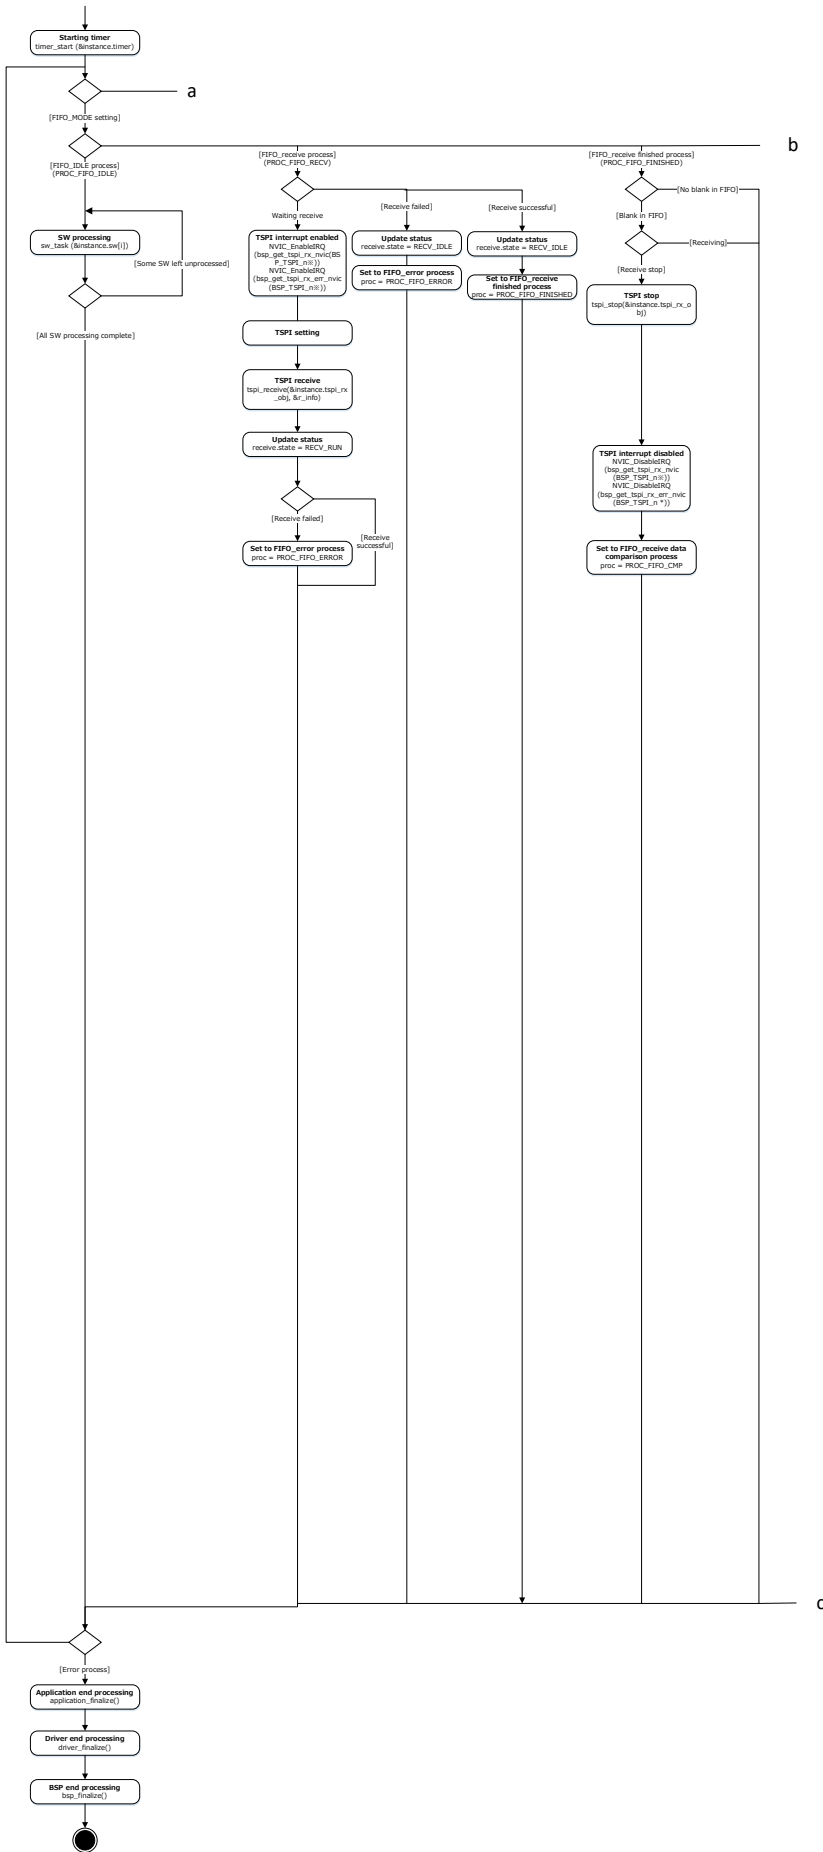 Starting timer
timer_start (&instance.timer)
a
[FIFO_MODE setting]
b
[FIFO_IDLE process]
(PROC_FIFO_IDLE)
[FIFO_receive process]
(PROC_FIFO_RECV)
[FIFO_receive finished process]
(PROC_FIFO_FINISHED)
[No blank in FIFO]
[Receive failed]
[Receive successful]
Waiting receive
[Blank in FIFO]
SW processing
sw_task (&instance.sw[i])
[Some SW left unprocessed]
[All SW processing complete]
TSPI interrupt enabled
NVIC_EnableIRQ
(bsp_get_tspi_rx_nvic(BS
P_TSPI_n※))
NVIC_EnableIRQ
(bsp_get_tspi_rx_err_nvic
(BSP_TSPI_n※))
TSPI setting
TSPI receive
tspi_receive(&instance.tspi_rx
_obj, &r_info)
Update status
receive.state = RECV_RUN
[Receive failed]
[Receive
successful]
Set to FIFO_error process
proc = PROC_FIFO_ERROR
Update status
receive.state = RECV_IDLE
Set to FIFO_error process
proc = PROC_FIFO_ERROR
Update status
receive.state = RECV_IDLE
Set to FIFO_receive
finished process
proc = PROC_FIFO_FINISHED
[Receiving]
[Receive stop]
TSPI stop
tspi_stop(&instance.tspi_rx_o
bj)
TSPI interrupt disabled
NVIC_DisableIRQ
(bsp_get_tspi_rx_nvic
(BSP_TSPI_n※))
NVIC_DisableIRQ
(bsp_get_tspi_rx_err_nvic
(BSP_TSPI_n *))
Set to FIFO_receive data
comparison process
proc = PROC_FIFO_CMP
c
[Error process]
Application end processing
application_finalize()
Driver end processing
driver_finalize()
BSP end processing
bsp_finalize()